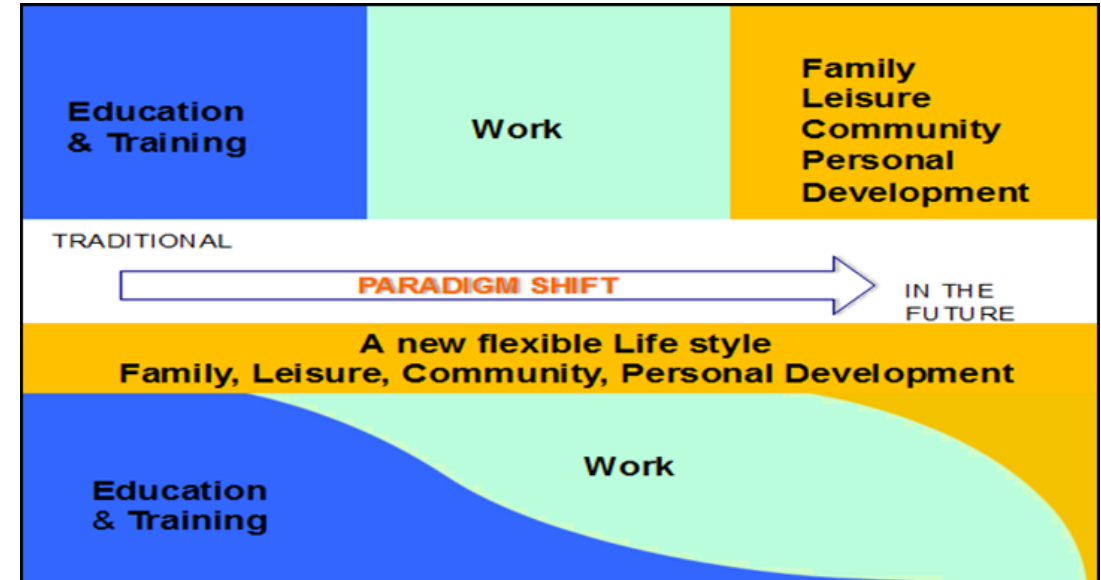 Education
& Training
Work
Family
Leisure
Community
Personal
Development
TRADITIONAL
PARADIGM SHIFT
IN THE
FUTURE
A new flexible Life style
Family, Leisure, Community, Personal Development
Education
& Training
Work